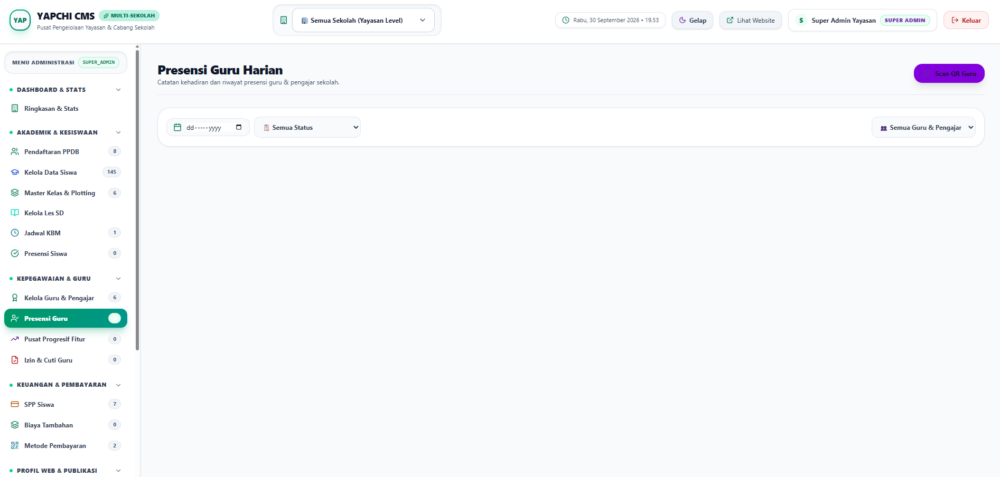 YAP
YAPCHI CMS
MULTI-SEKOLAH
Pusat Pengelolaan Yayasan & Cabang Sekolah
Semua Sekolah (Yayasan Level)
Rabu, 30 September 2026 • 19.53
Gelap
Lihat Website
S
Super Admin Yayasan
SUPER ADMIN
Keluar
MENU ADMINISTRASI
SUPER_ADMIN
DASHBOARD & STATS
Ringkasan & Stats
AKADEMIK & KESISWAAN
Pendaftaran PPDB 8
Kelola Data Siswa 145
Master Kelas & Plotting 6
Kelola Les SD
Jadwal KBM 1
Presensi Siswa 0
KEPEGAWAIAN & GURU
Kelola Guru & Pengajar 6
Presensi Guru
Pusat Progresif Fitur 0
Izin & Cuti Guru 0
KEUANGAN & PEMBAYARAN
SPP Siswa 7
Biaya Tambahan 0
Metode Pembayaran 2
PROFIL WEB & PUBLIKASI
Presensi Guru Harian
Catatan kehadiran dan riwayat presensi guru & pengajar sekolah.
Scan QR Guru
dd-----yyyy
Semua Status
Semua Guru & Pengajar